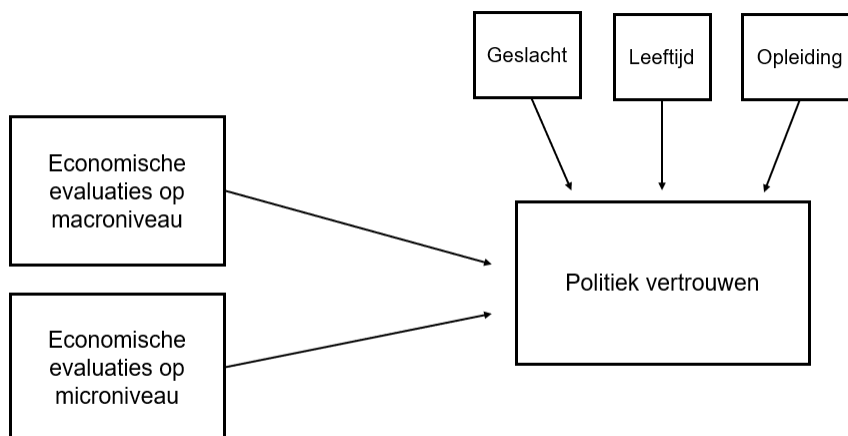 Geslacht
Leeftijd
Opleiding
Economische
evaluaties op
macroniveau
Politiek vertrouwen
Economische
evaluaties op
microniveau